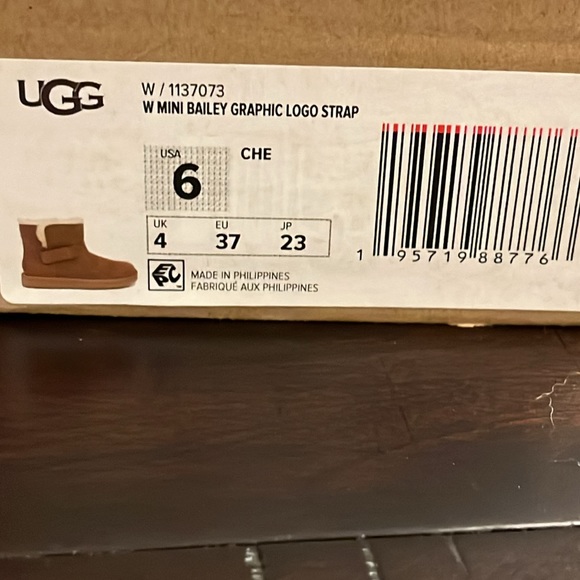 UGG
W / 1137073
W MINI BAILEY GRAPHIC LOGO STRAP
USA
6
CHE
UK EU JP
4 37 23
MADE IN PHILIPPINES
FABRIQUÉ AUX PHILIPPINES
1 95719 88776